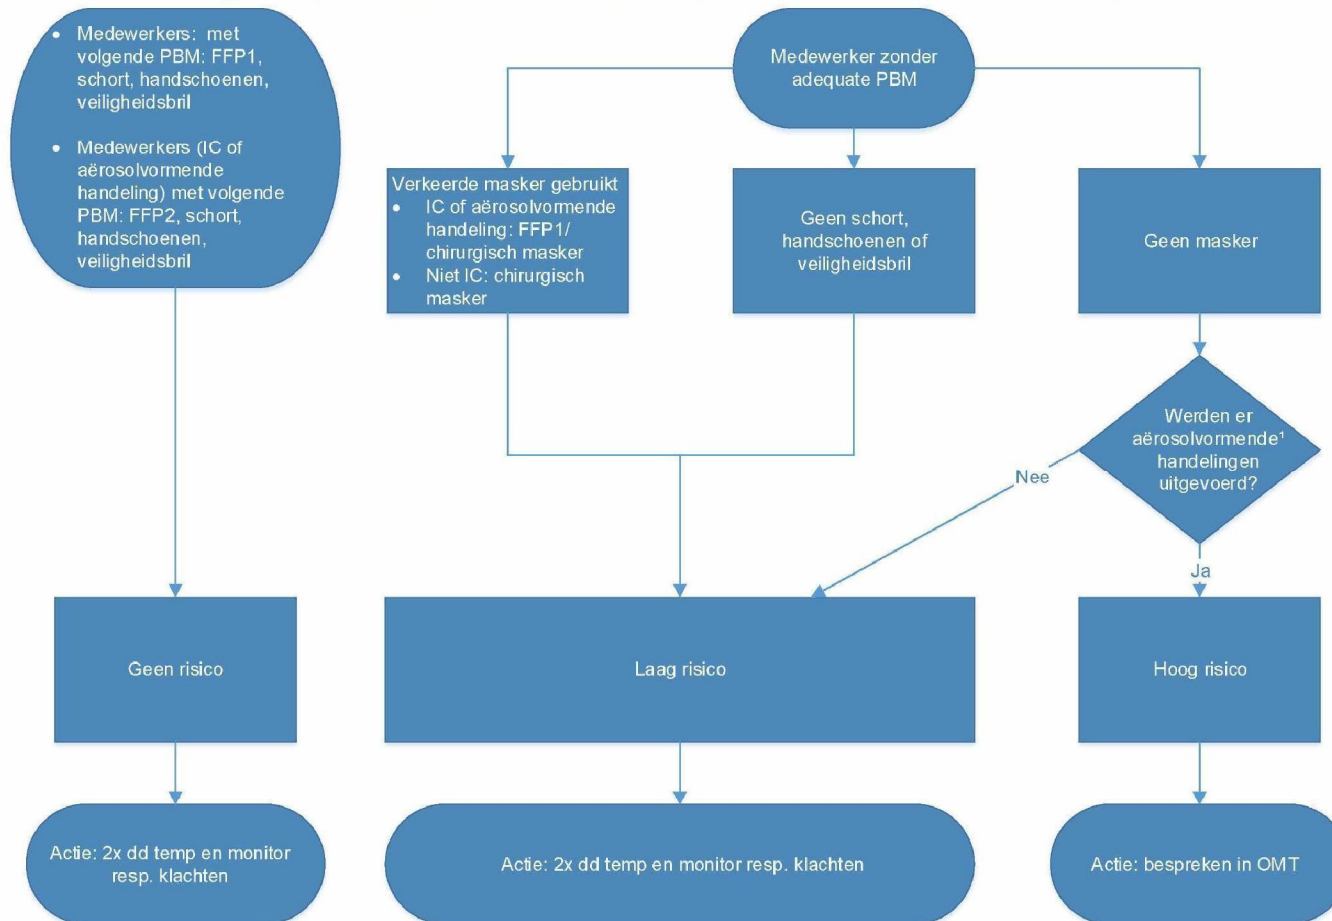 • Medewerkers: met
volgende PBM: FFP1,
schort, handschoenen,
veiligheidsbril
• Medewerkers (IC of
aërosolvormende
handeling) met volgende
PBM: FFP2, schort,
handschoenen,
veiligheidsbril
Medewerker zonder
adequate PBM
Verkeerde masker gebruikt
• IC of aërosolvormende
handeling: FFP1/
chirurgisch masker
• Niet IC: chirurgisch
masker
Geen schort,
handschoenen of
veiligheidsbril
Geen masker
Werden er
aërosolvormende¹
handelingen
uitgevoerd?
Nee
Ja
Geen risico
Laag risico
Hoog risico
Actie: 2x dd temp en monitor
resp. klachten
Actie: 2x dd temp en monitor resp. klachten
Actie: bespreken in OMT